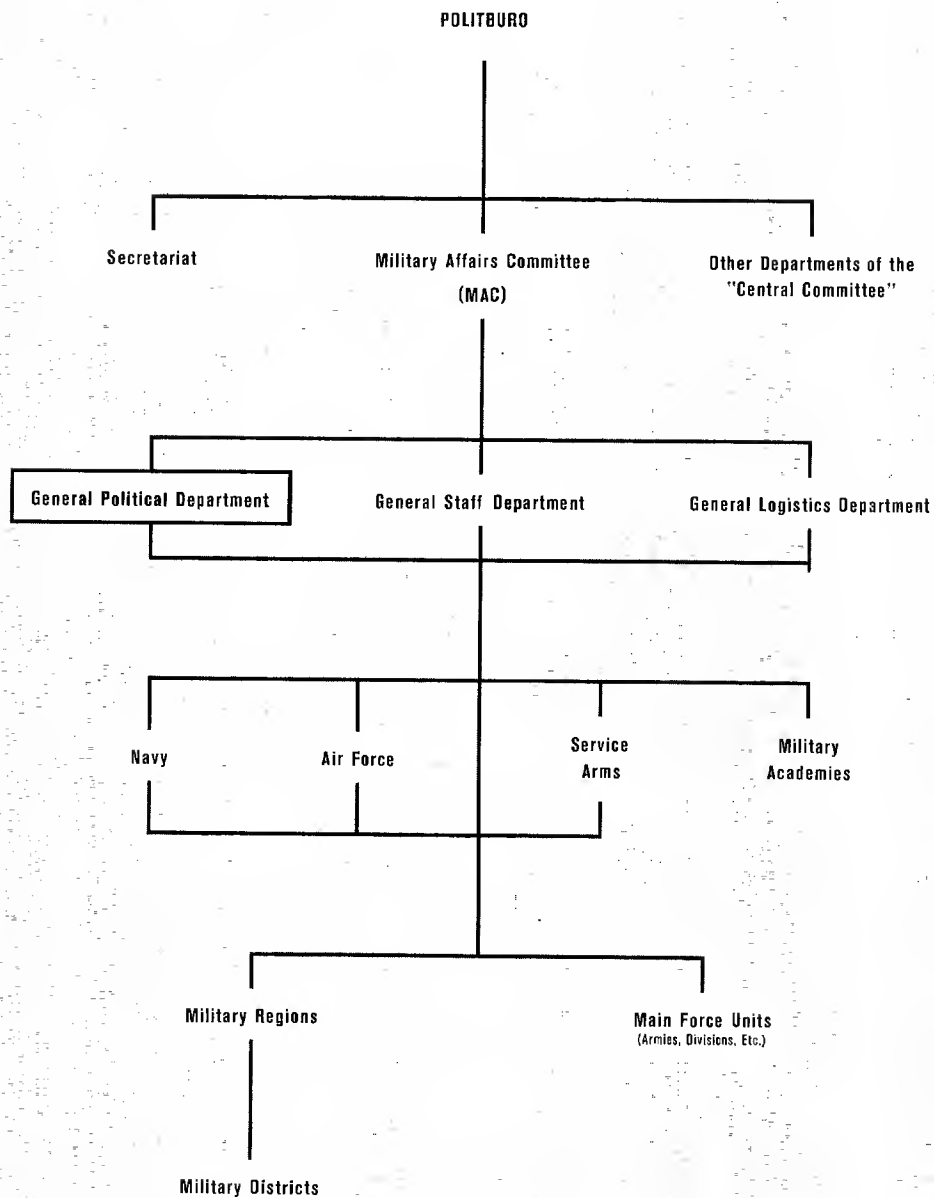 POLITBURO
Secretariat
Military Affairs Committee
(MAC)
Other Departments of the
"Central Committee"
General Political Department
General Staff Department
General Logistics Department
Navy
Air Force
Service
Arms
Military
Academies
Military Regions
Main Force Units
(Armies, Divisions, Etc.)
Military Districts